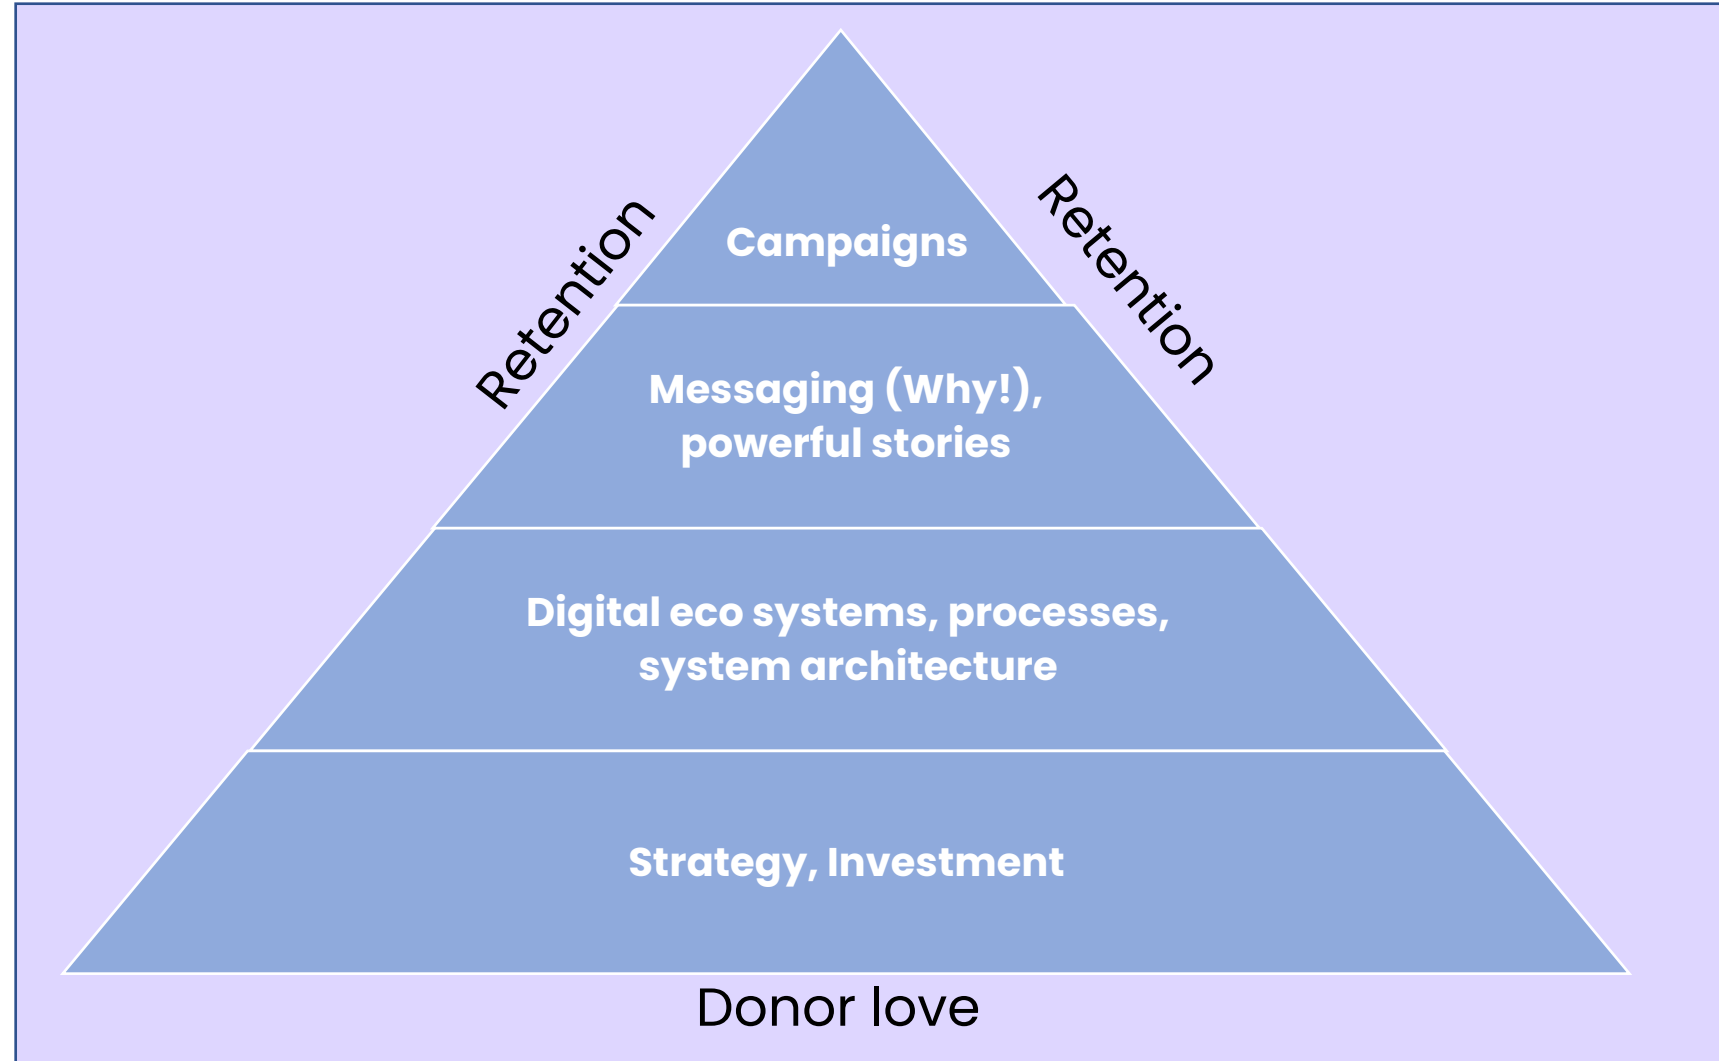 Retention
Retention
Campaigns
Messaging (Why!),
powerful stories
Digital eco systems, processes,
system architecture
Strategy, Investment
Donor love